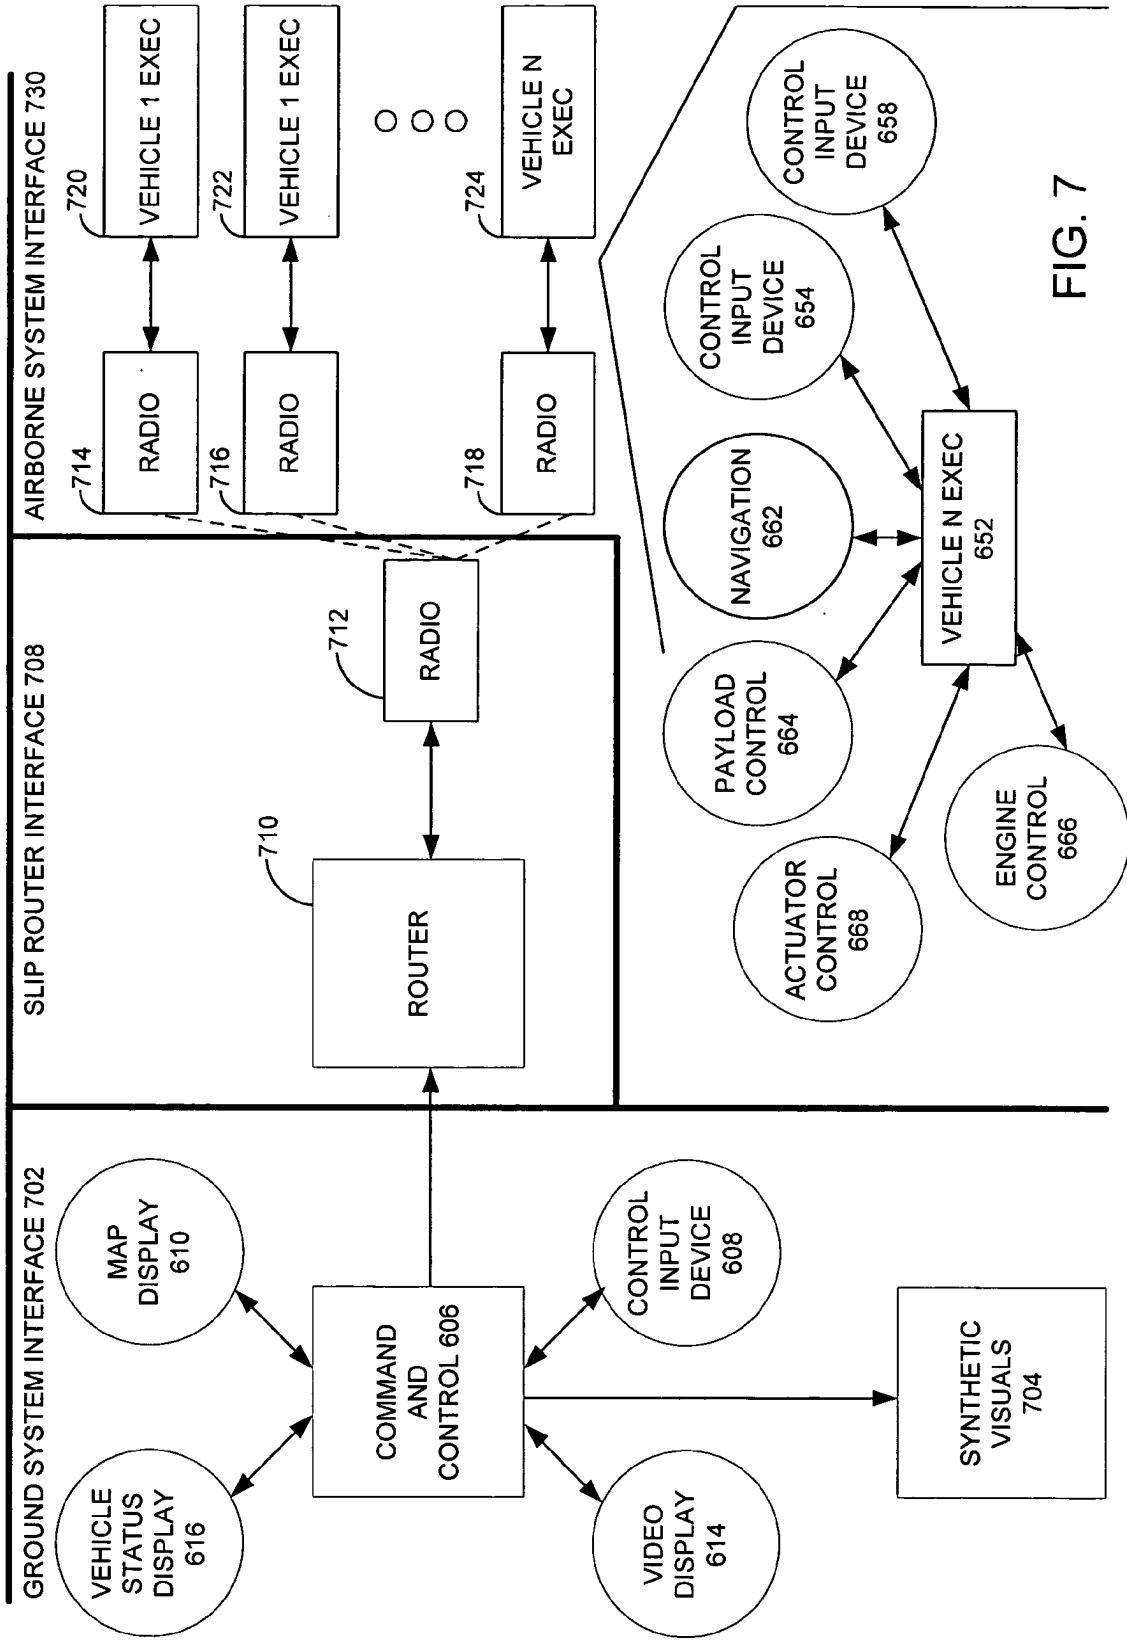 GROUND SYSTEM INTERFACE 702
SLIP ROUTER INTERFACE 708
AIRBORNE SYSTEM INTERFACE 730
VEHICLE
STATUS
DISPLAY
616
MAP
DISPLAY
610
COMMAND
AND
CONTROL 606
VIDEO
DISPLAY
614
CONTROL
INPUT
DEVICE
608
SYNTHETIC
VISUALS
704
710
ROUTER
712
RADIO
714
RADIO
720
VEHICLE 1 EXEC
716
RADIO
722
VEHICLE 1 EXEC
718
RADIO
724
VEHICLE N
EXEC
ACTUATOR
CONTROL
668
PAYLOAD
CONTROL
664
NAVIGATION
662
CONTROL
INPUT
DEVICE
654
CONTROL
INPUT
DEVICE
658
ENGINE
CONTROL
666
VEHICLE N EXEC
652
FIG. 7